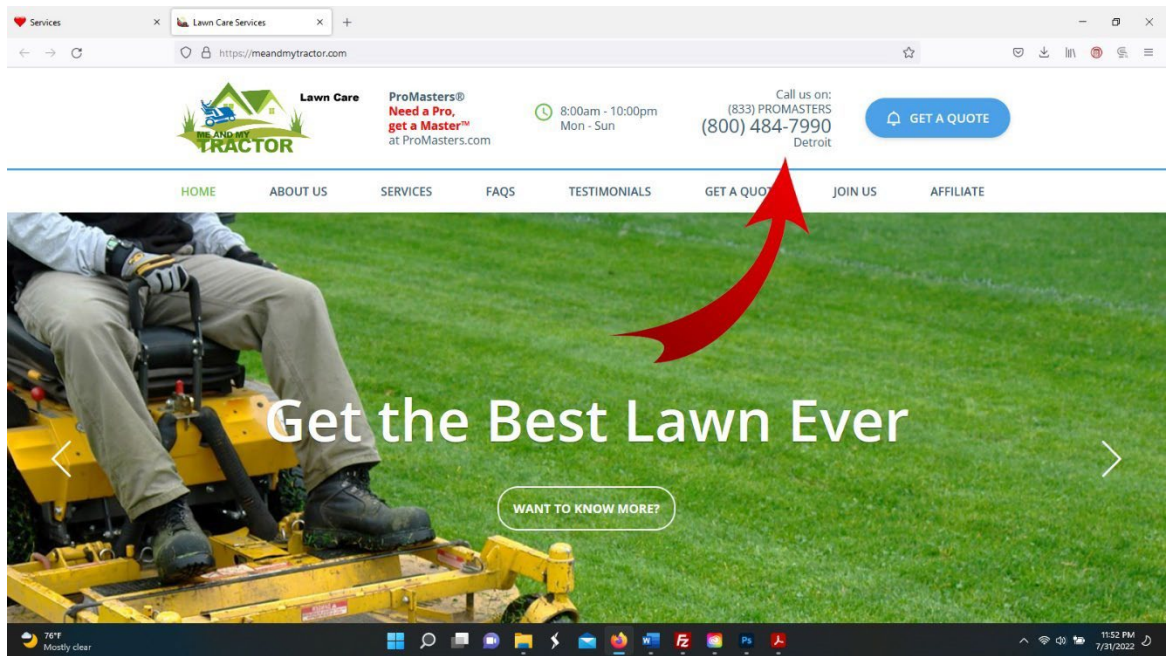 Services
Lawn Care Services
https://meandmytractor.com
Lawn Care
ME AND MY
TRACTOR
ProMasters®
Need a Pro,
get a Master™
at ProMasters.com
8:00am - 10:00pm
Mon - Sun
Call us on:
(833) PROMASTERS
(800) 484-7990
Detroit
GET A QUOTE
HOME ABOUT US SERVICES FAQS TESTIMONIALS GET A QUO JOIN US AFFILIATE
Get the Best Lawn Ever
WANT TO KNOW MORE?
76°F
Mostly clear
11:52 PM
7/31/2022